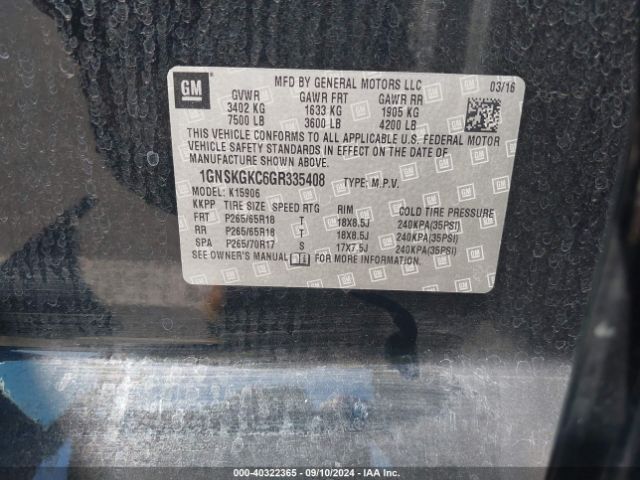 GM
MFD BY GENERAL MOTORS LLC 03/16
GVWR GAWR FRT GAWR RR
3402 KG 1633 KG 1905 KG
7500 LB 3600 LB 4200 LB
THIS VEHICLE CONFORMS TO ALL APPLICABLE U.S. FEDERAL MOTOR
VEHICLE SAFETY STANDARDS IN EFFECT ON THE DATE OF
MANUFACTURE SHOWN ABOVE.
1GNSKGKC6GR335408 TYPE: M.P.V.
MODEL: K15906
KKPP TIRE SIZE SPEED RTG RIM COLD TIRE PRESSURE
FRT P265/65R18 T 18X8.5J 240KPA(35PSI)
RR P265/65R18 T 18X8.5J 240KPA(35PSI)
SPA P265/70R17 S 17X7.5J 240KPA(35PSI)
SEE OWNER'S MANUAL FOR MORE INFORMATION.
000-40322365 - 09/10/2024 - IAA Inc.